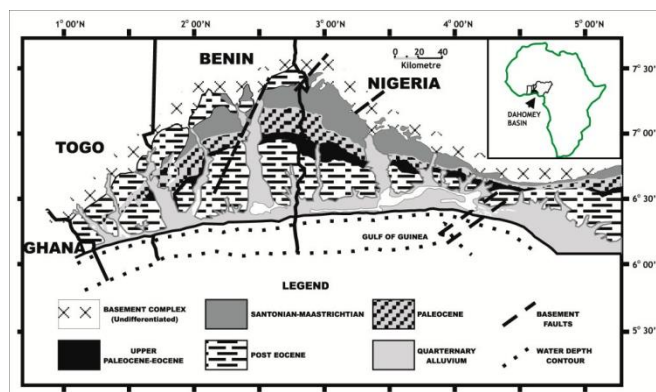 1° 00' 2° 00' 3° 00' 4° 00' 5° 00'
BENIN
0 20 40
Kilometre
NIGERIA
TOGO
GHANA
DAHOMEY
BASIN
7° 30'
7° 00'
6° 30'
6° 00'
5° 30'
GULF OF GUINEA
LEGEND
BASEMENT COMPLEX
(Undifferentiated)
SANTONIAN-MAASTRICHTIAN
PALEOCENE
BASEMENT
FAULTS
UPPER
PALEOCENE-EOCENE
POST EOCENE
QUARTERNARY
ALLUVIUM
WATER DEPTH
CONTOUR